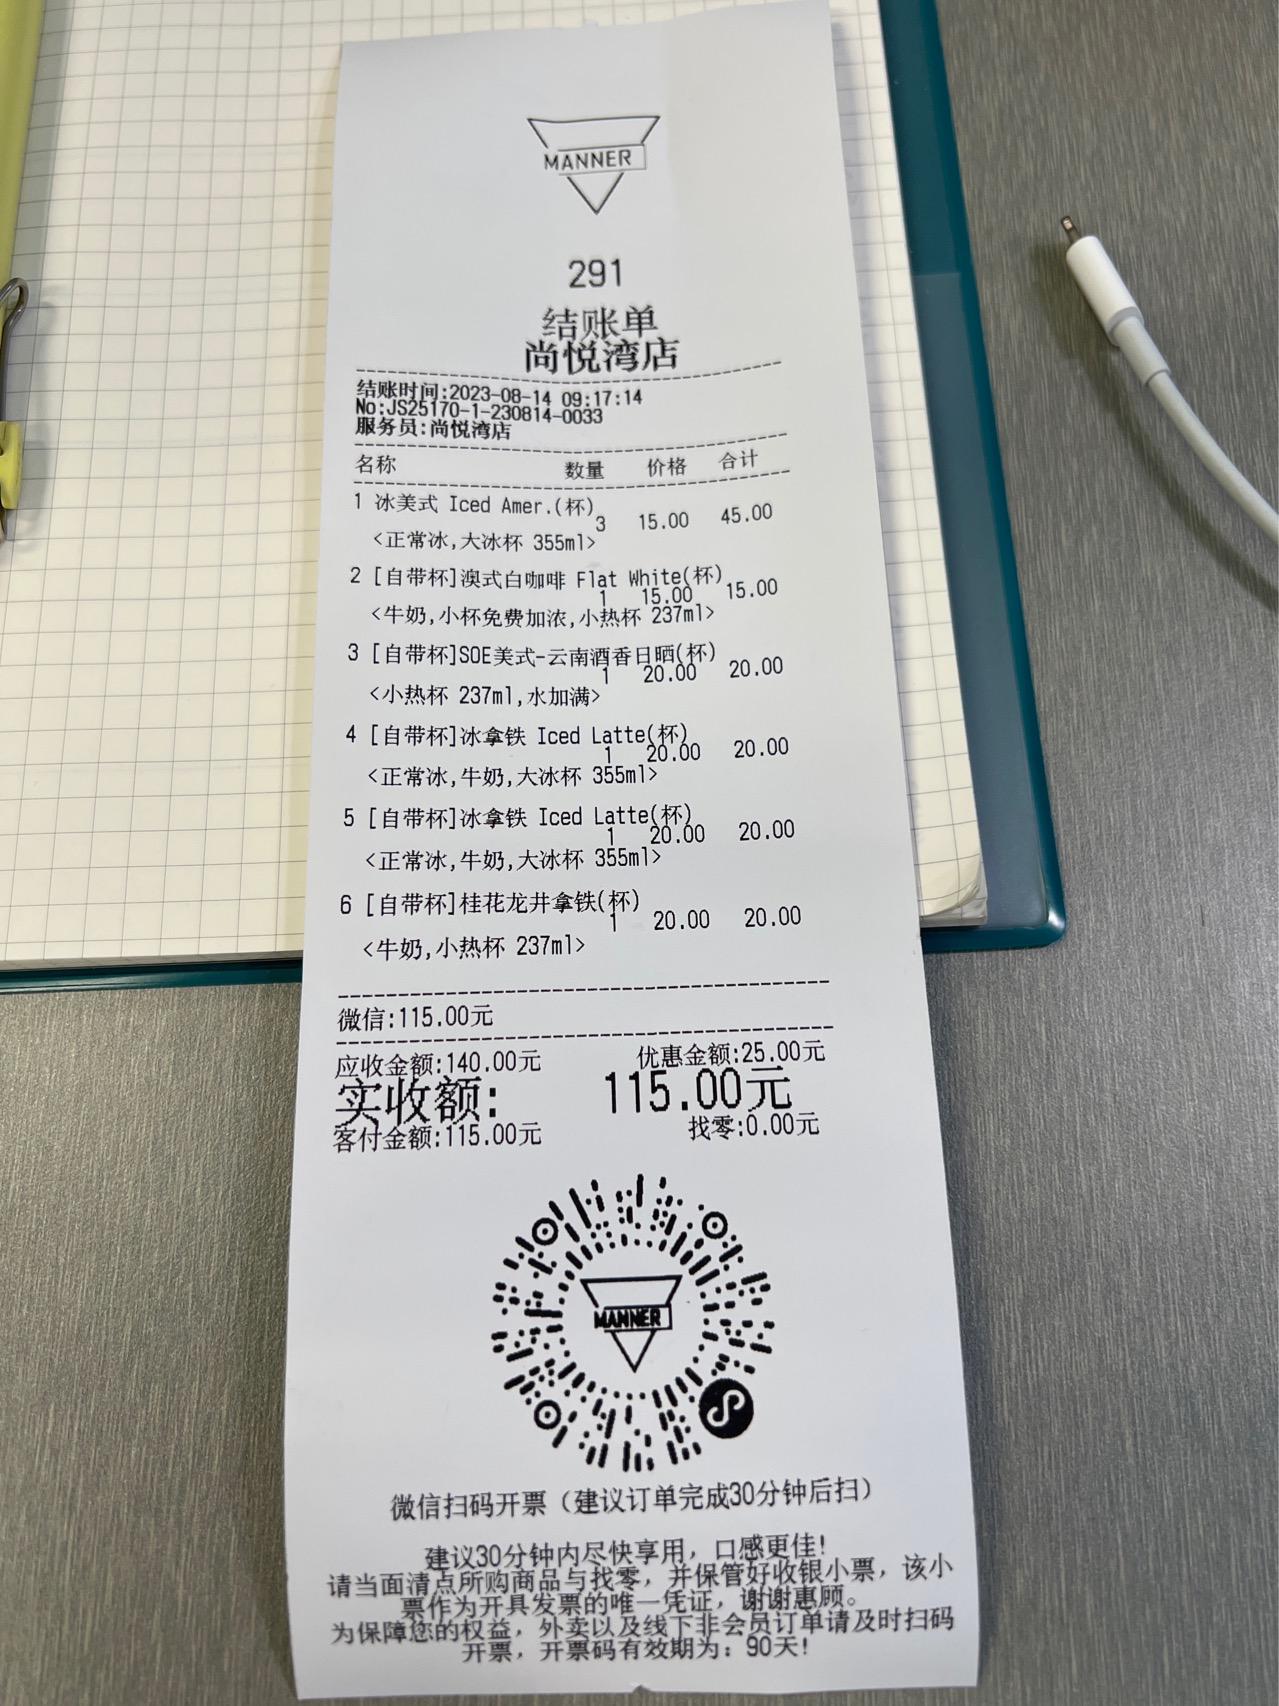 MANNER
291
结账单
尚悦湾店
结账时间:2023-08-14 09:17:14
No:JS25170-1-230814-0033
服务员:尚悦湾店
名称 数量 价格 合计
1 冰美式 Iced Amer.(杯)
3 15.00 45.00
<正常冰,大冰杯 355ml>
2 [自带杯]澳式白咖啡 Flat White(杯)
1 15.00 15.00
<牛奶,小杯免费加浓,小热杯 237ml>
3 [自带杯]SOE美式-云南酒香日晒(杯)
1 20.00 20.00
<小热杯 237ml,水加满>
4 [自带杯]冰拿铁 Iced Latte(杯)
1 20.00 20.00
<正常冰,牛奶,大冰杯 355ml>
5 [自带杯]冰拿铁 Iced Latte(杯)
1 20.00 20.00
<正常冰,牛奶,大冰杯 355ml>
6 [自带杯]桂花龙井拿铁(杯)
1 20.00 20.00
<牛奶,小热杯 237ml>
微信:115.00元
应收金额:140.00元 优惠金额:25.00元
实收额: 115.00元
客付金额:115.00元 找零:0.00元
MANNER
微信扫码开票（建议订单完成30分钟后扫）
建议30分钟内尽快享用，口感更佳!
请当面清点所购商品与找零，并保管好收银小票，该小
票作为开具发票的唯一凭证，谢谢惠顾。
为保障您的权益，外卖以及线下非会员订单请及时扫码
开票，开票码有效期为：90天!